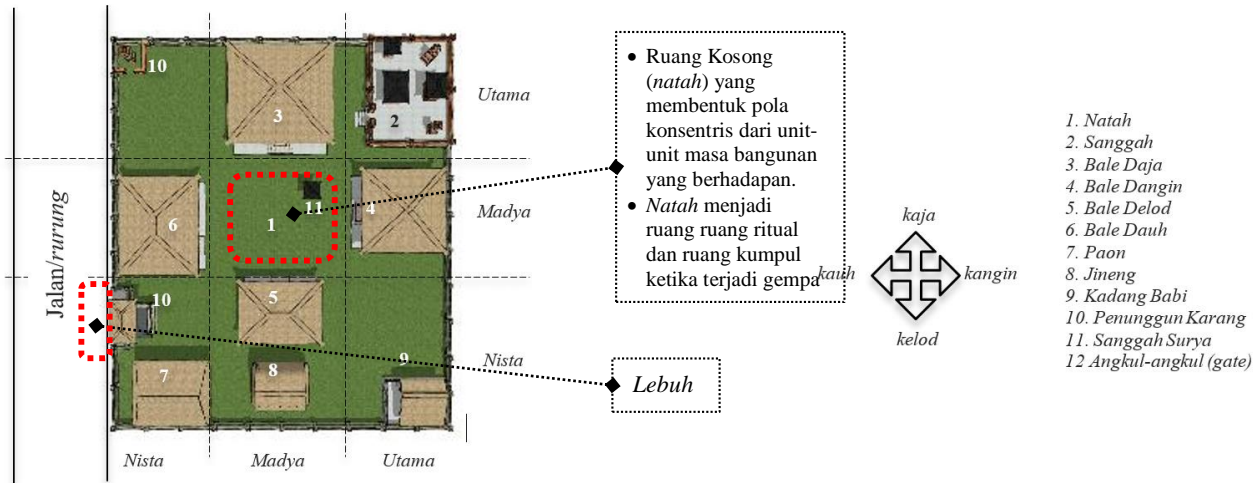 10
3
2
Utama
6
1
11
4
Madya
Jalan/rurung
10
5
9
7
8
Nista
Nista
Madya
Utama
• Ruang Kosong
(natah) yang
membentuk pola
konsentris dari unit-
unit masa bangunan
yang berhadapan.
• Natah menjadi
ruang ruang ritual
dan ruang kumpul
ketika terjadi gempa
Lebuh
kaja
kauh
kangin
kelod
1. Natah
2. Sanggah
3. Bale Daja
4. Bale Dangin
5. Bale Delod
6. Bale Dauh
7. Paon
8. Jineng
9. Kadang Babi
10. Penunggun Karang
11. Sanggah Surya
12 Angkul-angkul (gate)